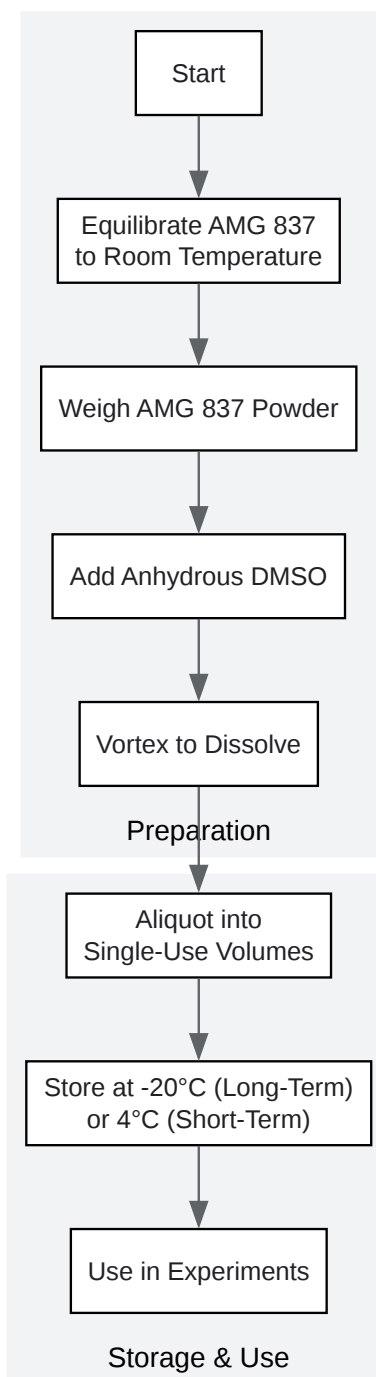 Start
Equilibrate AMG 837
to Room Temperature
Weigh AMG 837 Powder
Add Anhydrous DMSO
Vortex to Dissolve
Preparation
Aliquot into
Single-Use Volumes
Store at -20°C (Long-Term)
or 4°C (Short-Term)
Use in Experiments
Storage & Use